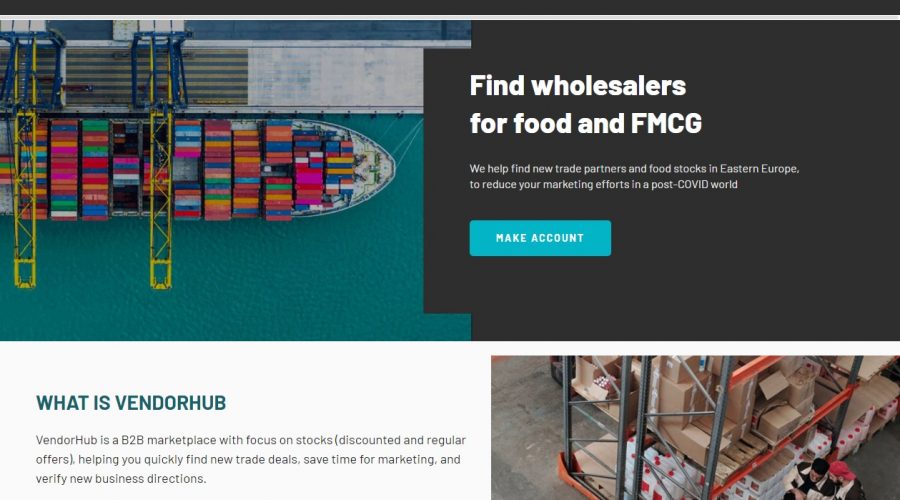 Find wholesalers
for food and FMCG
We help find new trade partners and food stocks in Eastern Europe,
to reduce your marketing efforts in a post-COVID world
MAKE ACCOUNT
WHAT IS VENDORHUB
VendorHub is a B2B marketplace with focus on stocks (discounted and regular
offers), helping you quickly find new trade deals, save time for marketing, and
verify new business directions.